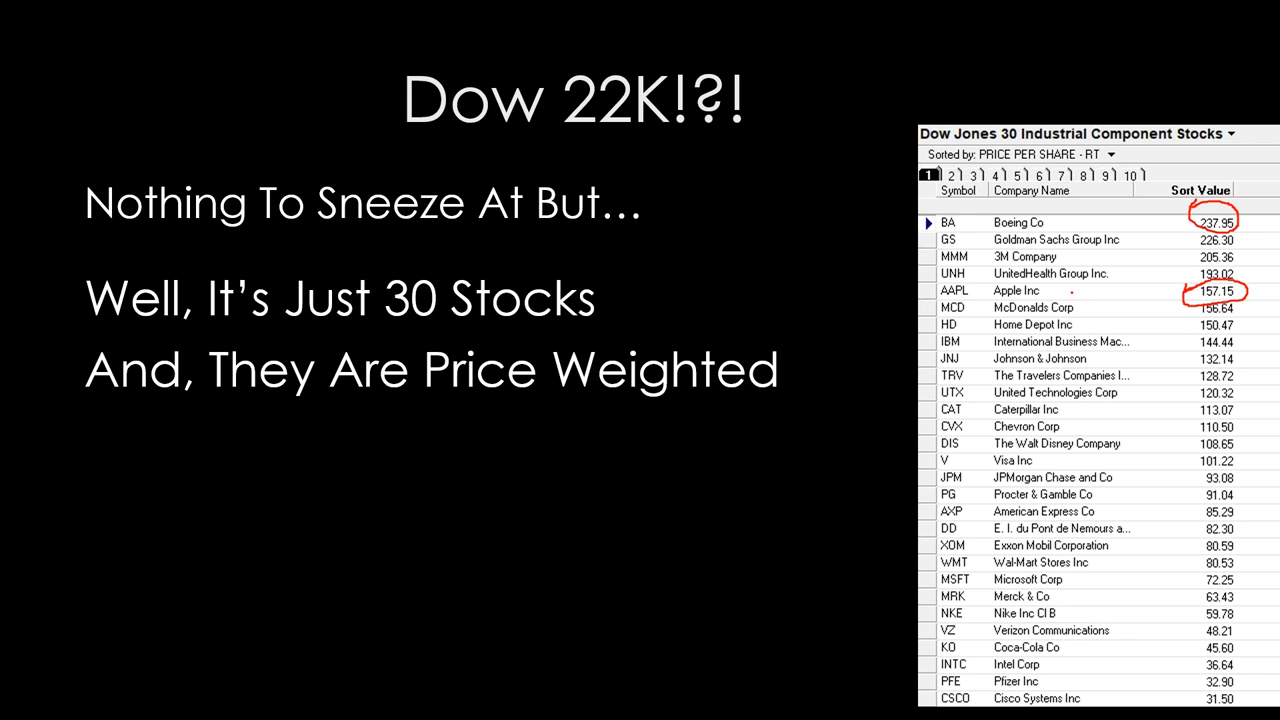 Dow 22K!?!
Nothing To Sneeze At But...
Well, It's Just 30 Stocks
And, They Are Price Weighted
Dow Jones 30 Industrial Component Stocks
Sorted by: PRICE PER SHARE - RT
1 2 3 4 5 6 7 8 9 10
Symbol Company Name Sort Value
BA Boeing Co 237.95
GS Goldman Sachs Group Inc 226.30
MMM 3M Company 205.36
UNH UnitedHealth Group Inc. 193.02
AAPL Apple Inc 157.15
MCD McDonalds Corp 156.64
HD Home Depot Inc 150.47
IBM International Business Mac... 144.44
JNJ Johnson & Johnson 132.14
TRV The Travelers Companies I... 128.72
UTX United Technologies Corp 120.32
CAT Caterpillar Inc 113.07
CVX Chevron Corp 110.50
DIS The Walt Disney Company 108.65
V Visa Inc 101.22
JPM JPMorgan Chase and Co 93.08
PG Procter & Gamble Co 91.04
AXP American Express Co 85.29
DD E. I. du Pont de Nemours a... 82.30
XOM Exxon Mobil Corporation 80.59
WMT Wal-Mart Stores Inc 80.53
MSFT Microsoft Corp 72.25
MRK Merck & Co 63.43
NKE Nike Inc Cl B 59.78
VZ Verizon Communications 48.21
KO Coca-Cola Co 45.60
INTC Intel Corp 36.64
PFE Pfizer Inc 32.90
CSCO Cisco Systems Inc 31.50